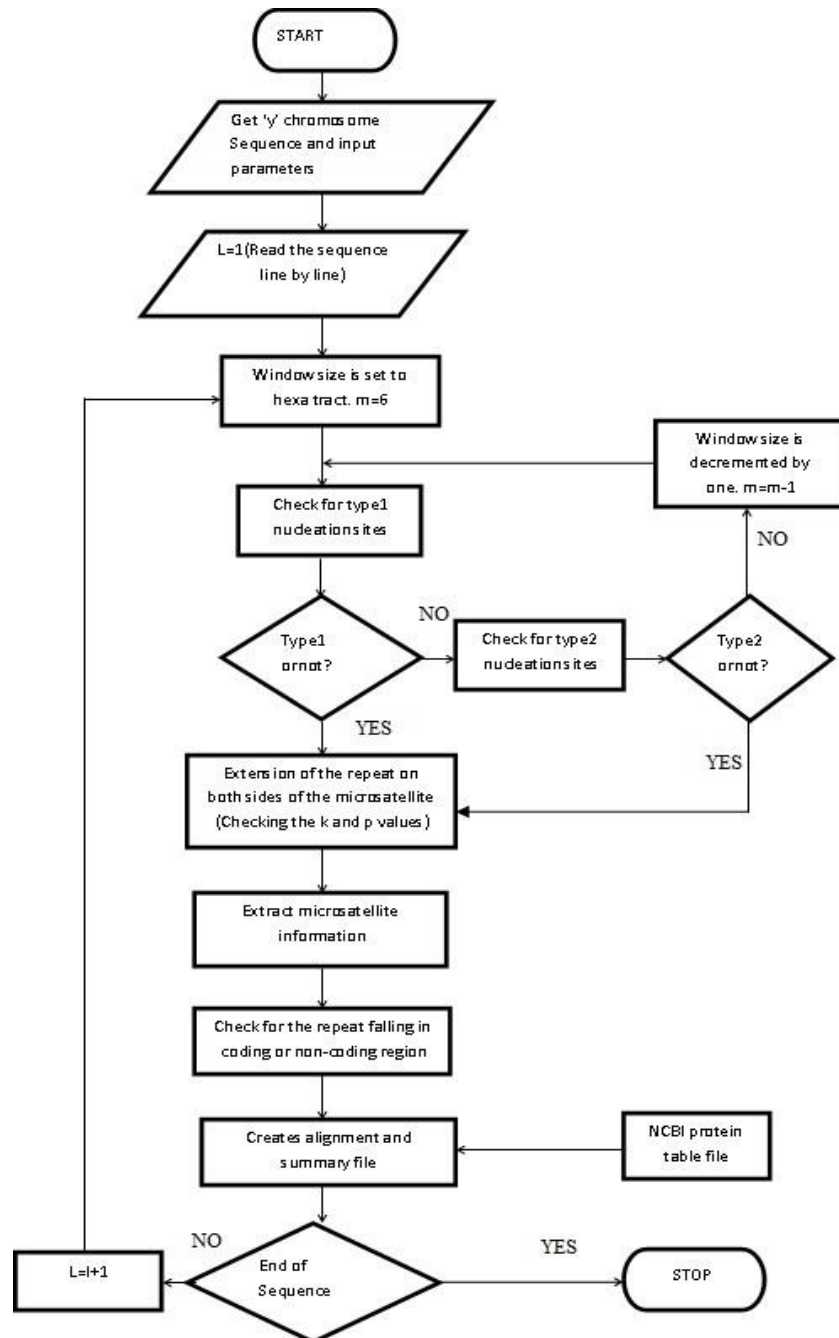 START
Get ‘y’ chromosome
Sequence and input
parameters
L=1(Read the sequence
line by line)
Window size is set to
hexa tract. m=6
Window size is
decremented by
one. m=m-1
Check for type1
nucleation sites
NO
Type1
or not?
NO
Check for type2
nucleation sites
Type2
or not?
YES
YES
Extension of the repeat on
both sides of the microsatellite
(Checking the k and p values)
Extract microsatellite
information
Check for the repeat falling in
coding or non-coding region
Creates alignment and
summary file
NCBI protein
table file
NO
YES
L=l+1
End of
Sequence
STOP